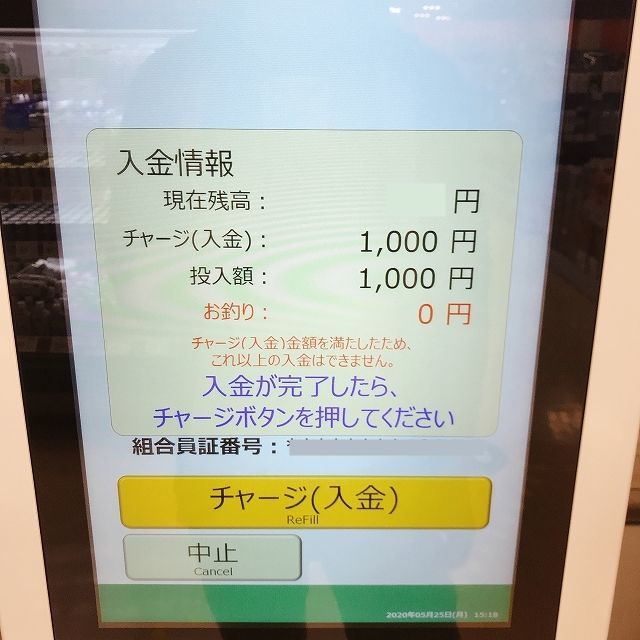 入金情報
現在残高： 円
チャージ(入金)： 1,000 円
投入額： 1,000 円
お釣り： 0 円
チャージ(入金)金額を満たしたため、
これ以上の入金はできません。
入金が完了したら、
チャージボタンを押してください
組合員証番号：
チャージ(入金)
ReFill
中止
Cancel
2020年05月25日(月) 15:18